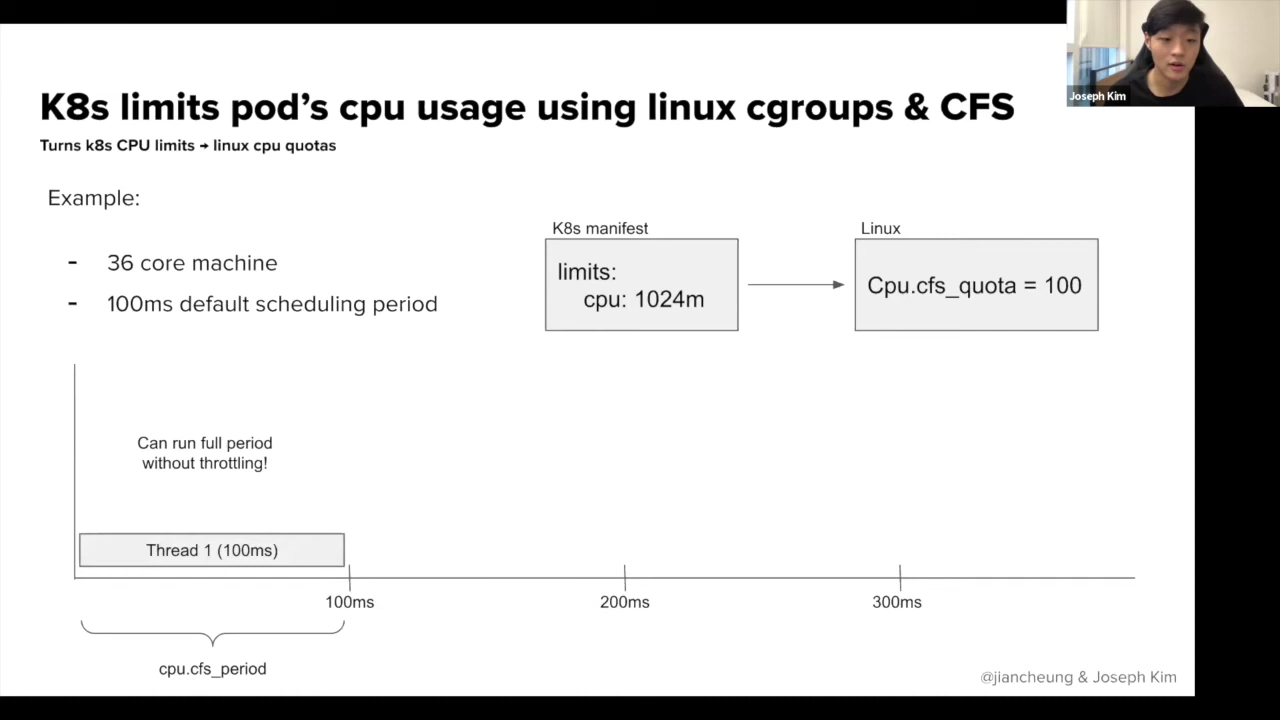 Joseph Kim
K8s limits pod's cpu usage using linux cgroups & CFS
Turns k8s CPU limits → linux cpu quotas
Example:
- 36 core machine
- 100ms default scheduling period
K8s manifest
limits:
cpu: 1024m
Linux
Cpu.cfs_quota = 100
Can run full period
without throttling!
Thread 1 (100ms)
100ms
200ms
300ms
cpu.cfs_period
@jiancheung & Joseph Kim